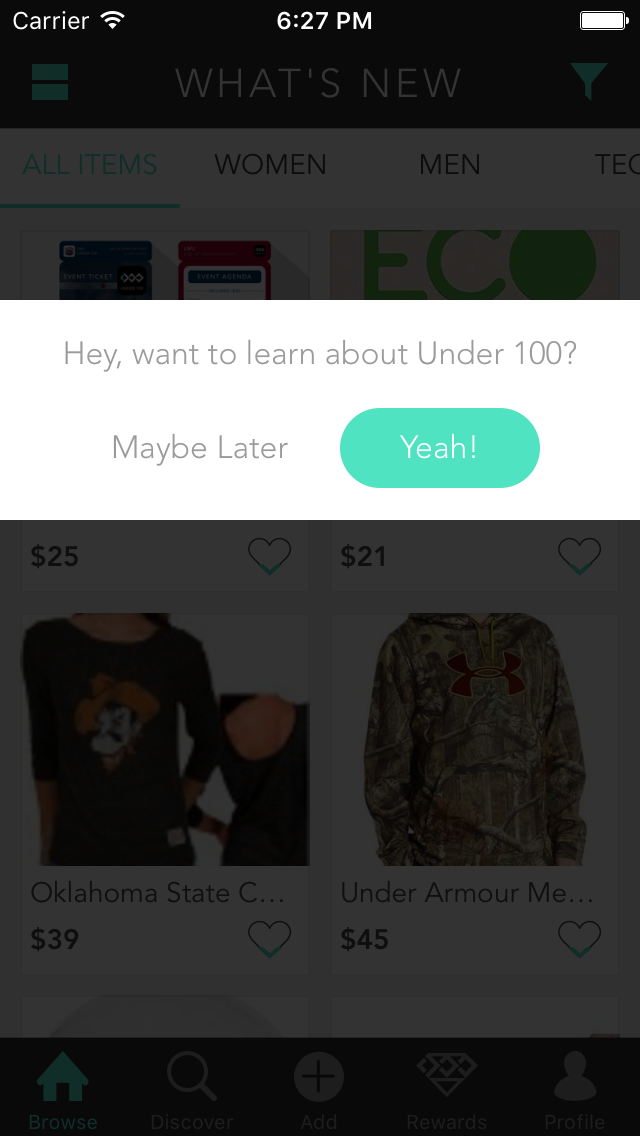 Carrier 6:27 PM
WHAT'S NEW
ALL ITEMS WOMEN MEN TEC
EVENT TICKET EVENT AGENDA
ECO
Hey, want to learn about Under 100?
Maybe Later Yeah!
$25 $21
Oklahoma State C... Under Armour Me...
$39 $45
Browse Discover Add Rewards Profile